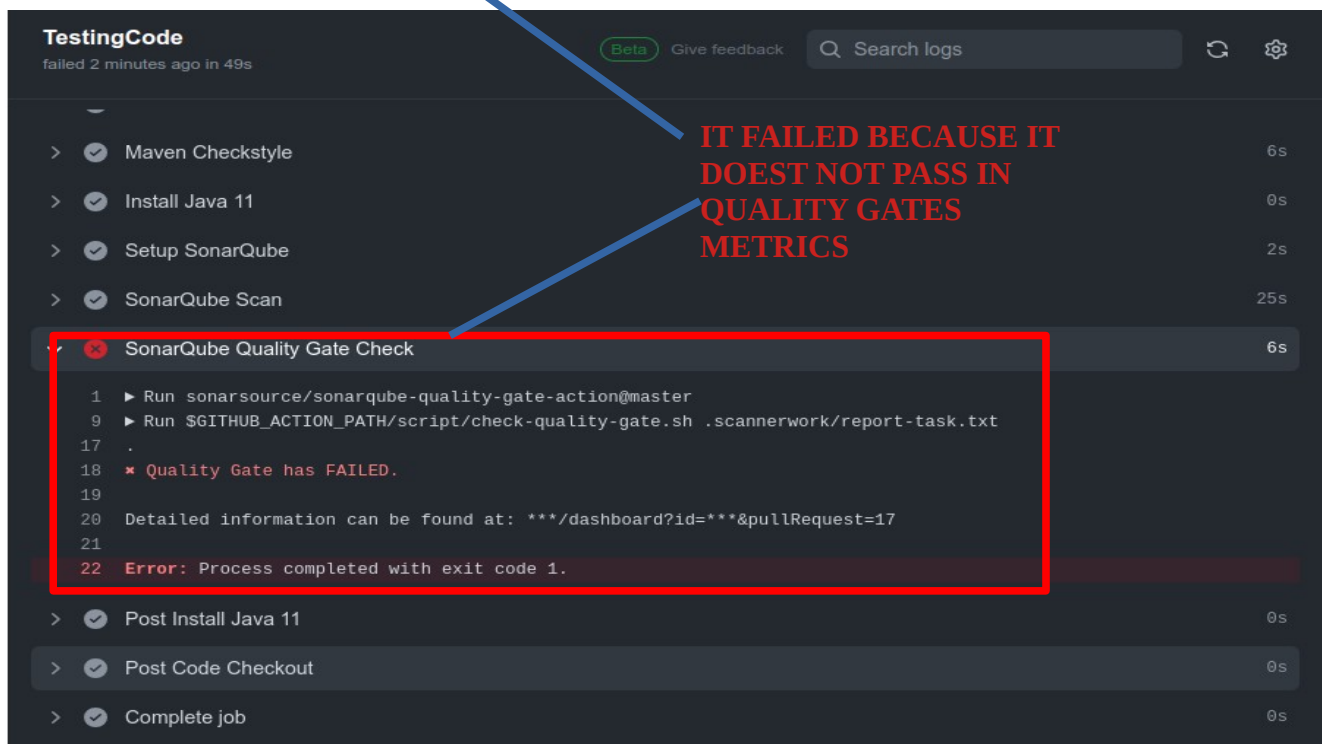 TestingCode
failed 2 minutes ago in 49s
Beta Give feedback
Search logs
IT FAILED BECAUSE IT
DOEST NOT PASS IN
QUALITY GATES
METRICS
Maven Checkstyle 6s
Install Java 11 0s
Setup SonarQube 2s
SonarQube Scan 25s
SonarQube Quality Gate Check 6s
1 ▶ Run sonarsource/sonarqube-quality-gate-action@master
9 ▶ Run $GITHUB_ACTION_PATH/script/check-quality-gate.sh .scannerwork/report-task.txt
17 .
18 ✖ Quality Gate has FAILED.
19
20 Detailed information can be found at: ***/dashboard?id=***&pullRequest=17
21
22 Error: Process completed with exit code 1.
Post Install Java 11 0s
Post Code Checkout 0s
Complete job 0s